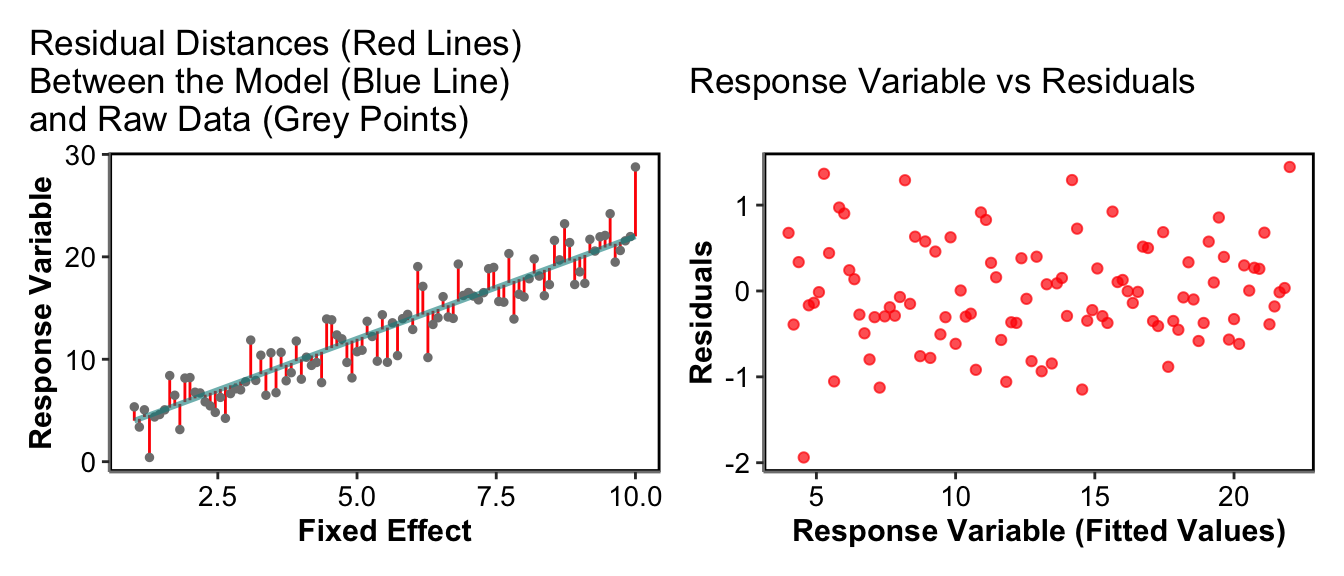 Residual Distances (Red Lines)
Between the Model (Blue Line)
and Raw Data (Grey Points)
Response Variable
30
20
10
0
2.5
5.0
7.5
10.0
Fixed Effect
Response Variable vs Residuals
Residuals
1
0
-1
-2
5
10
15
20
Response Variable (Fitted Values)